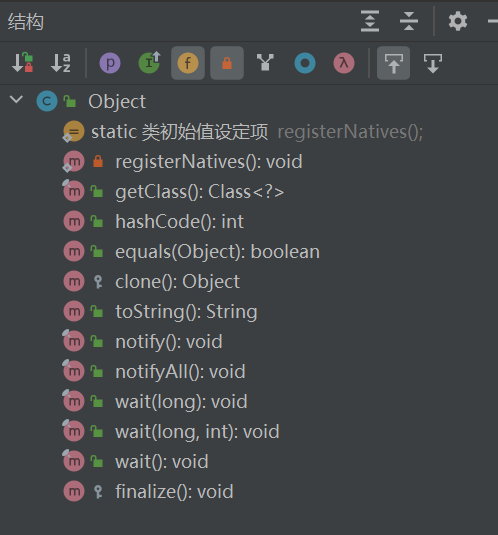 结构
a
z
p
I
f
λ
C Object
= static 类初始值设定项 registerNatives();
m registerNatives(): void
m getClass(): Class<?>
m hashCode(): int
m equals(Object): boolean
m clone(): Object
m toString(): String
m notify(): void
m notifyAll(): void
m wait(long): void
m wait(long, int): void
m wait(): void
m finalize(): void